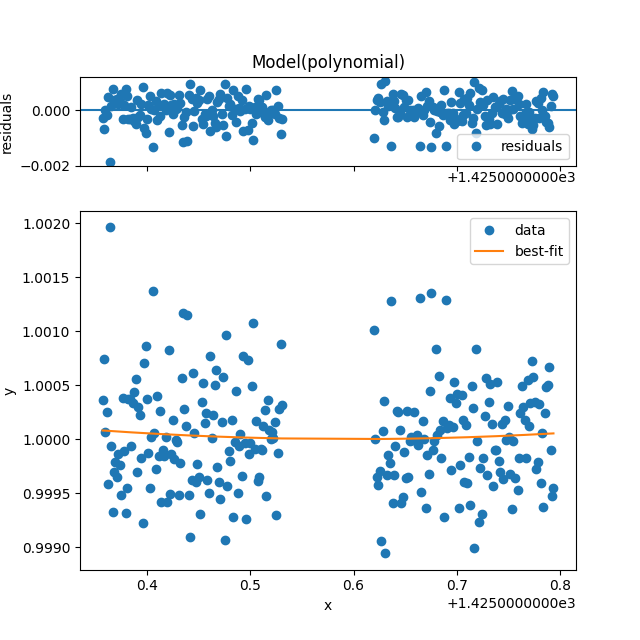 Model(polynomial)
residuals
0.000
−0.002
residuals
+1.4250000000e3
y
1.0020
1.0015
1.0010
1.0005
1.0000
0.9995
0.9990
data
best-fit
0.4
0.5
0.6
0.7
0.8
x
+1.4250000000e3